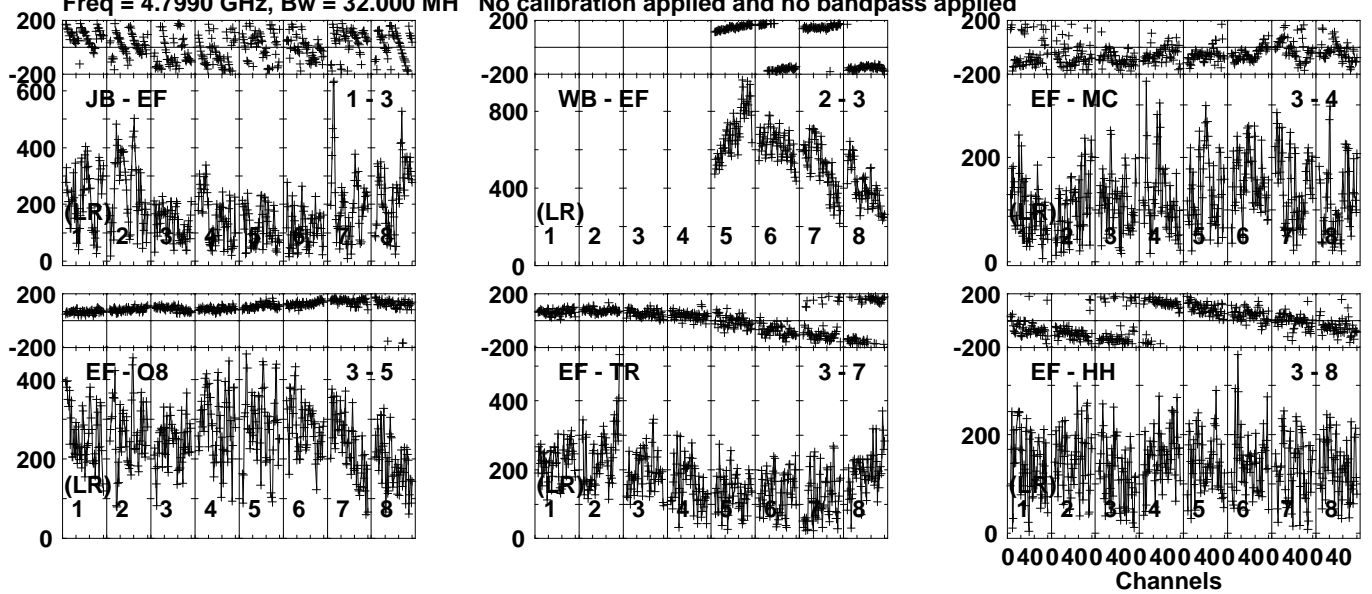 Freq = 4.7990 GHz, Bw = 32.000 MH No calibration applied and no bandpass applied
200
-200
600
400
200
0
JB - EF 1 - 3
(LR)
1 2 3 4 5 6 7 8
200
-200
800
400
0
WB - EF 2 - 3
(LR)
1 2 3 4 5 6 7 8
200
-200
200
0
EF - MC 3 - 4
(LR)
1 2 3 4 5 6 7 8
200
-200
400
200
0
EF - O8 3 - 5
(LR)
1 2 3 4 5 6 7 8
200
-200
400
200
0
EF - TR 3 - 7
(LR)
1 2 3 4 5 6 7 8
200
-200
200
0
EF - HH 3 - 8
(LR)
1 2 3 4 5 6 7 8
0 40 0 40 0 40 0 40 0 40 0 40 0 40 0 40
Channels